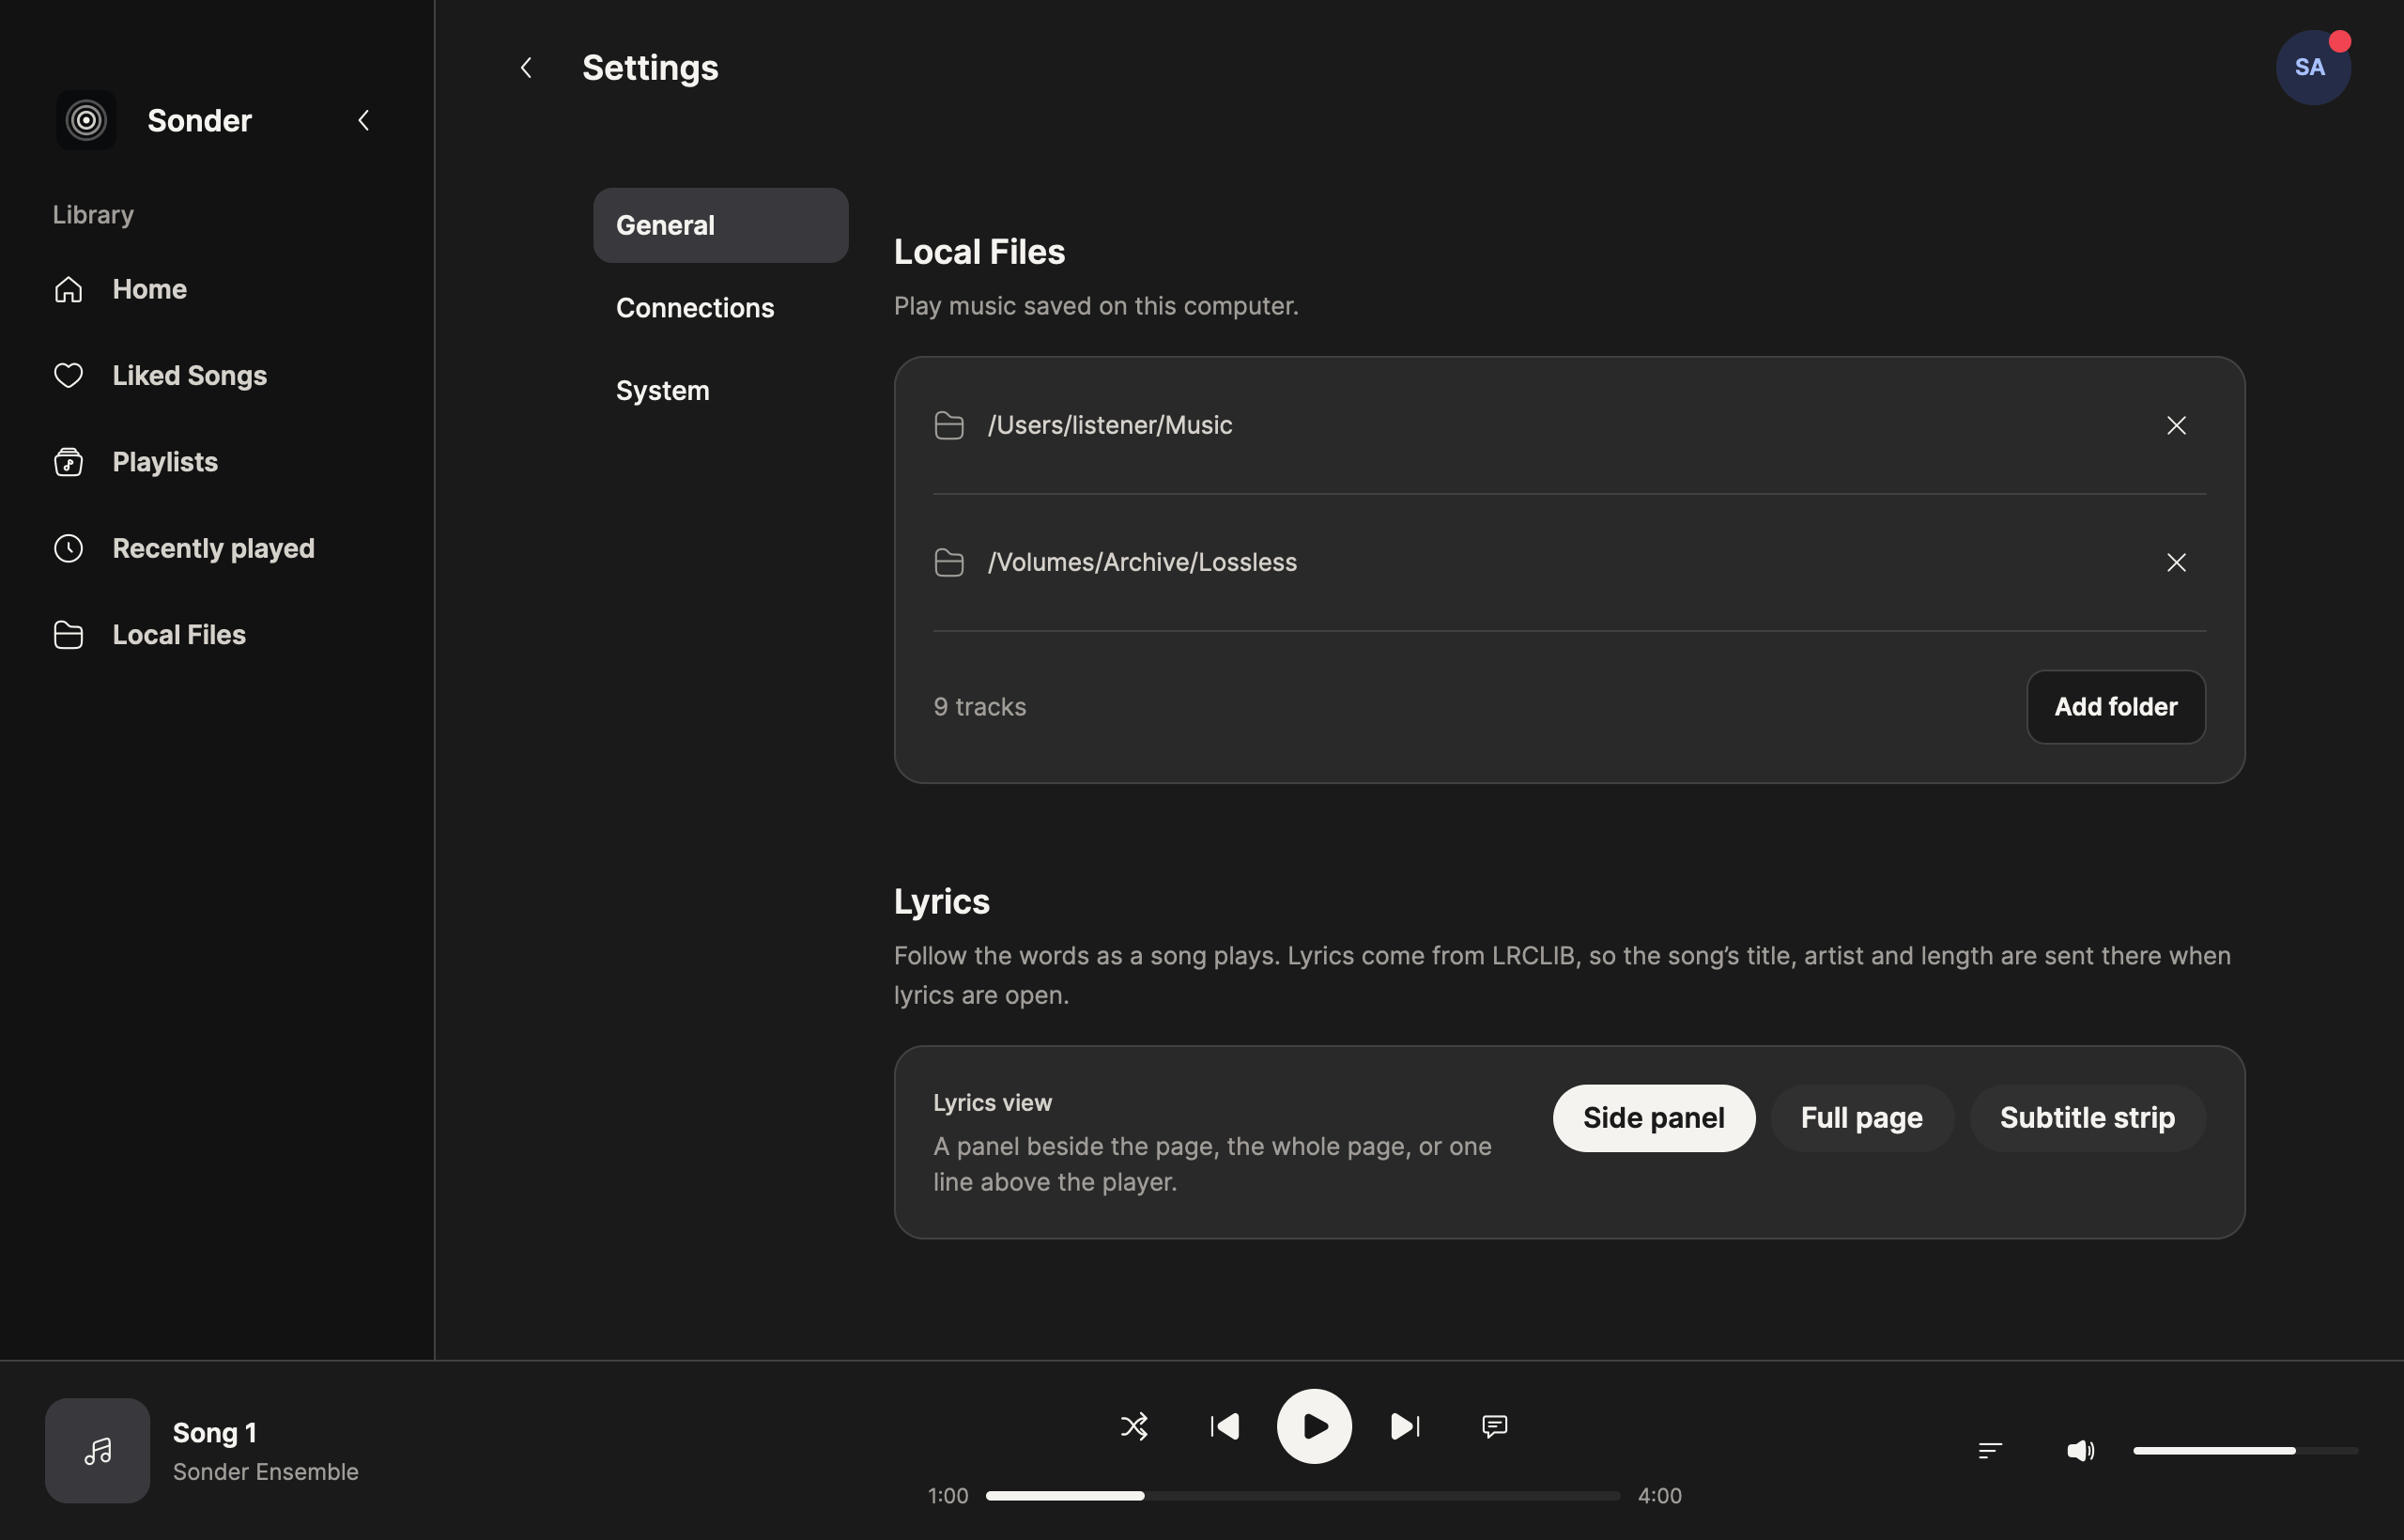 Settings
SA
Sonder
Library
Home
Liked Songs
Playlists
Recently played
Local Files
General
Connections
System
Local Files
Play music saved on this computer.
/Users/listener/Music
/Volumes/Archive/Lossless
9 tracks
Add folder
Lyrics
Follow the words as a song plays. Lyrics come from LRCLIB, so the song’s title, artist and length are sent there when
lyrics are open.
Lyrics view
A panel beside the page, the whole page, or one
line above the player.
Side panel
Full page
Subtitle strip
Song 1
Sonder Ensemble
1:00
4:00